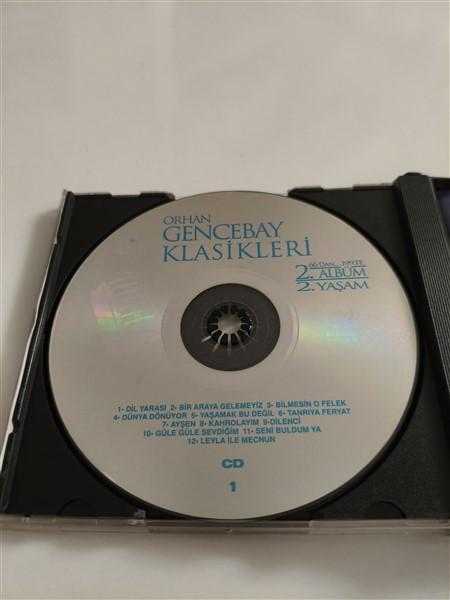 ORHAN
GENCEBAY
KLASİKLERİ
2. ALBÜM
2. YAŞAM
1- DİL YARASI 2- BİR ARAYA GELEMEYİZ 3- BİLMESİN O FELEK
4- DÜNYA DÖNÜYOR 5- YAŞAMAK BU DEĞİL 6- TANRIYA FERYAT
7- AYŞEN 8- KAHROLAYIM 9-DİLENCİ
10- GÜLE GÜLE SEVDİĞİM 11- SENİ BULDUM YA
12- LEYLA İLE MECNUN
CD
1